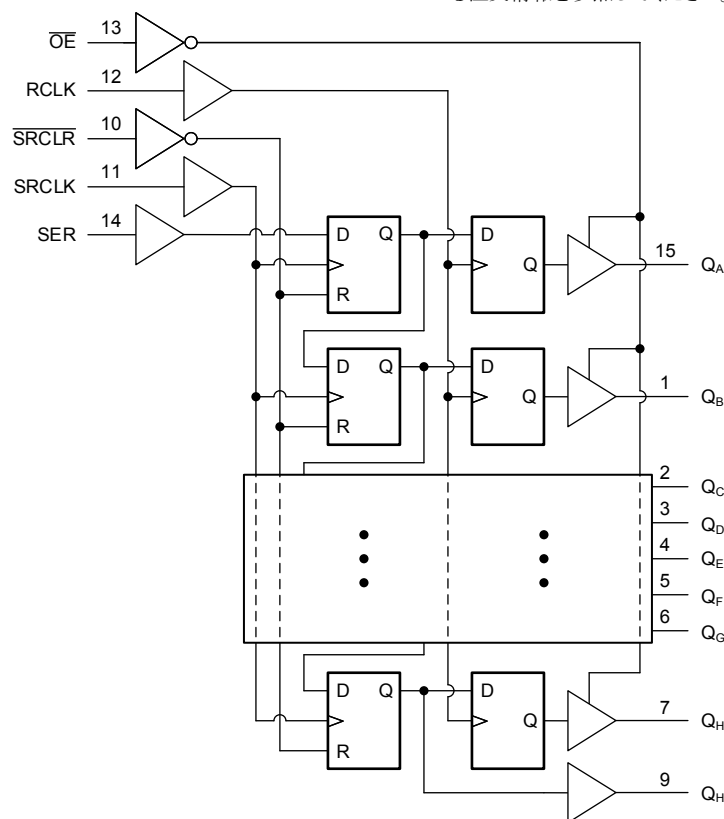 OE 13
RCLK 12
SRCLR 10
SRCLK 11
SER 14
D Q D 15 QA
Q
R
D Q D 1 QB
Q
R
2 QC
3 QD
4 QE
5 QF
6 QG
D Q D 7 QH
Q
R
9 QH